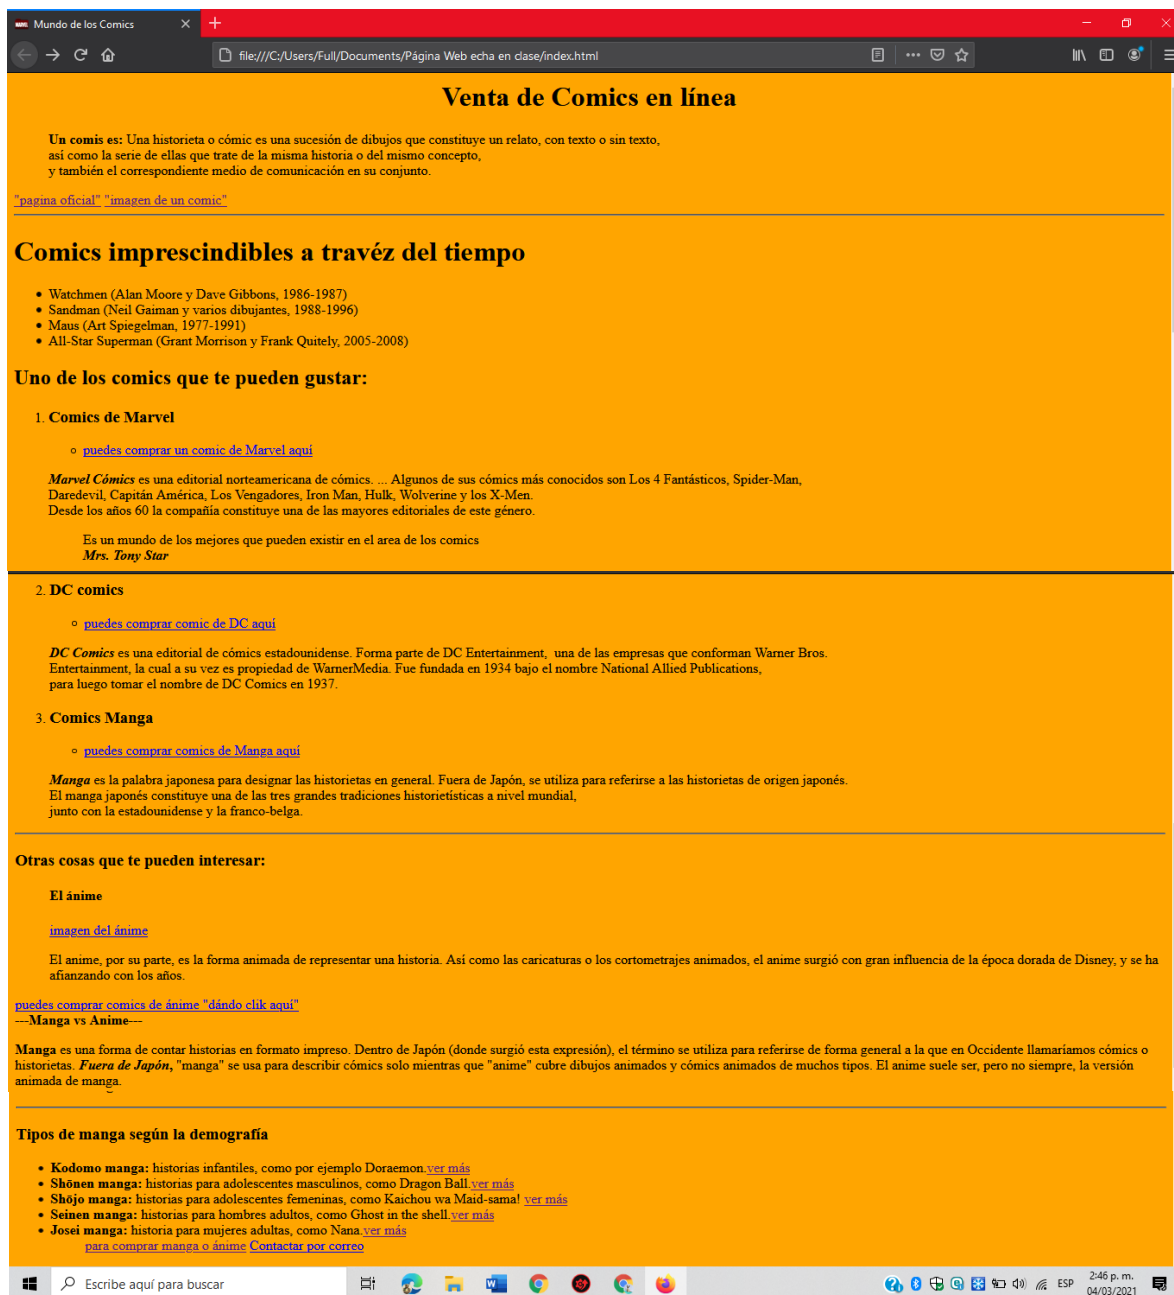 Mundo de los Comics
file:///C:/Users/Full/Documents/Página Web echa en clase/index.html
Venta de Comics en línea
Un comis es: Una historieta o cómic es una sucesión de dibujos que constituye un relato, con texto o sin texto,
así como la serie de ellas que trate de la misma historia o del mismo concepto,
y también el correspondiente medio de comunicación en su conjunto.
"pagina oficial" "imagen de un comic"
Comics imprescindibles a travéz del tiempo
• Watchmen (Alan Moore y Dave Gibbons, 1986-1987)
• Sandman (Neil Gaiman y varios dibujantes, 1988-1996)
• Maus (Art Spiegelman, 1977-1991)
• All-Star Superman (Grant Morrison y Frank Quitely, 2005-2008)
Uno de los comics que te pueden gustar:
1. Comics de Marvel
puedes comprar un comic de Marvel aquí
Marvel Cómics es una editorial norteamericana de cómics. ... Algunos de sus cómics más conocidos son Los 4 Fantásticos, Spider-Man,
Daredevil, Capitán América, Los Vengadores, Iron Man, Hulk, Wolverine y los X-Men.
Desde los años 60 la compañía constituye una de las mayores editoriales de este género.
Es un mundo de los mejores que pueden existir en el area de los comics
Mrs. Tony Star
2. DC comics
puedes comprar comic de DC aquí
DC Comics es una editorial de cómics estadounidense. Forma parte de DC Entertainment, una de las empresas que conforman Warner Bros.
Entertainment, la cual a su vez es propiedad de WarnerMedia. Fue fundada en 1934 bajo el nombre National Allied Publications,
para luego tomar el nombre de DC Comics en 1937.
3. Comics Manga
puedes comprar comics de Manga aquí
Manga es la palabra japonesa para designar las historietas en general. Fuera de Japón, se utiliza para referirse a las historietas de origen japonés.
El manga japonés constituye una de las tres grandes tradiciones historietísticas a nivel mundial,
junto con la estadounidense y la franco-belga.
Otras cosas que te pueden interesar:
El ánime
imagen del ánime
El anime, por su parte, es la forma animada de representar una historia. Así como las caricaturas o los cortometrajes animados, el anime surgió con gran influencia de la época dorada de Disney, y se ha
afianzando con los años.
puedes comprar comics de ánime "dándo clik aquí"
---Manga vs Anime---
Manga es una forma de contar historias en formato impreso. Dentro de Japón (donde surgió esta expresión), el término se utiliza para referirse de forma general a la que en Occidente llamaríamos cómics o
historietas. Fuera de Japón, "manga" se usa para describir cómics solo mientras que "anime" cubre dibujos animados y cómics animados de muchos tipos. El anime suele ser, pero no siempre, la versión
animada de manga.
Tipos de manga según la demografía
• Kodomo manga: historias infantiles, como por ejemplo Doraemon.ver más
• Shōnen manga: historias para adolescentes masculinos, como Dragon Ball.ver más
• Shōjo manga: historias para adolescentes femeninas, como Kaichou wa Maid-sama! ver más
• Seinen manga: historias para hombres adultos, como Ghost in the shell.ver más
• Josei manga: historia para mujeres adultas, como Nana.ver más
para comprar manga o ánime Contactar por correo
Escribe aquí para buscar
ESP
2:46 p. m.
04/03/2021